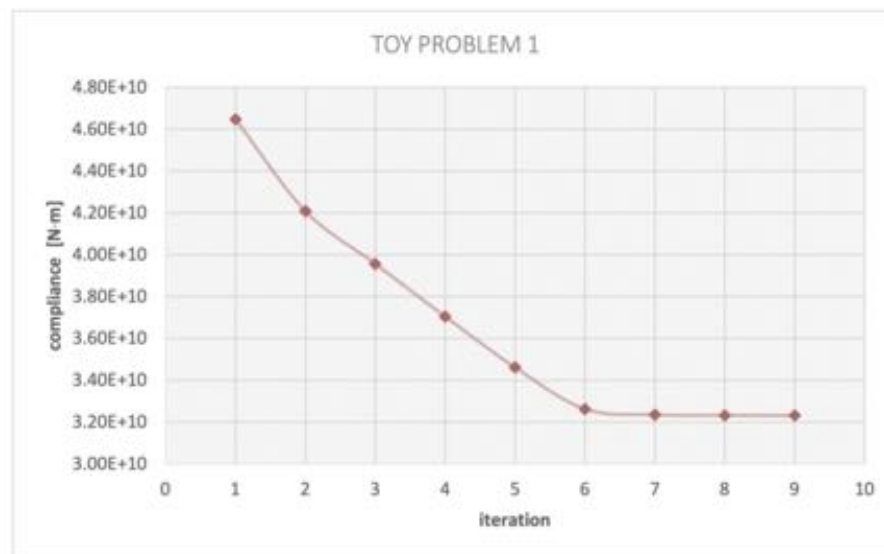 TOY PROBLEM 1
4.80E+10
4.60E+10
4.40E+10
4.20E+10
4.00E+10
3.80E+10
3.60E+10
3.40E+10
3.20E+10
3.00E+10
compliance [N·m]
0 1 2 3 4 5 6 7 8 9 10
iteration